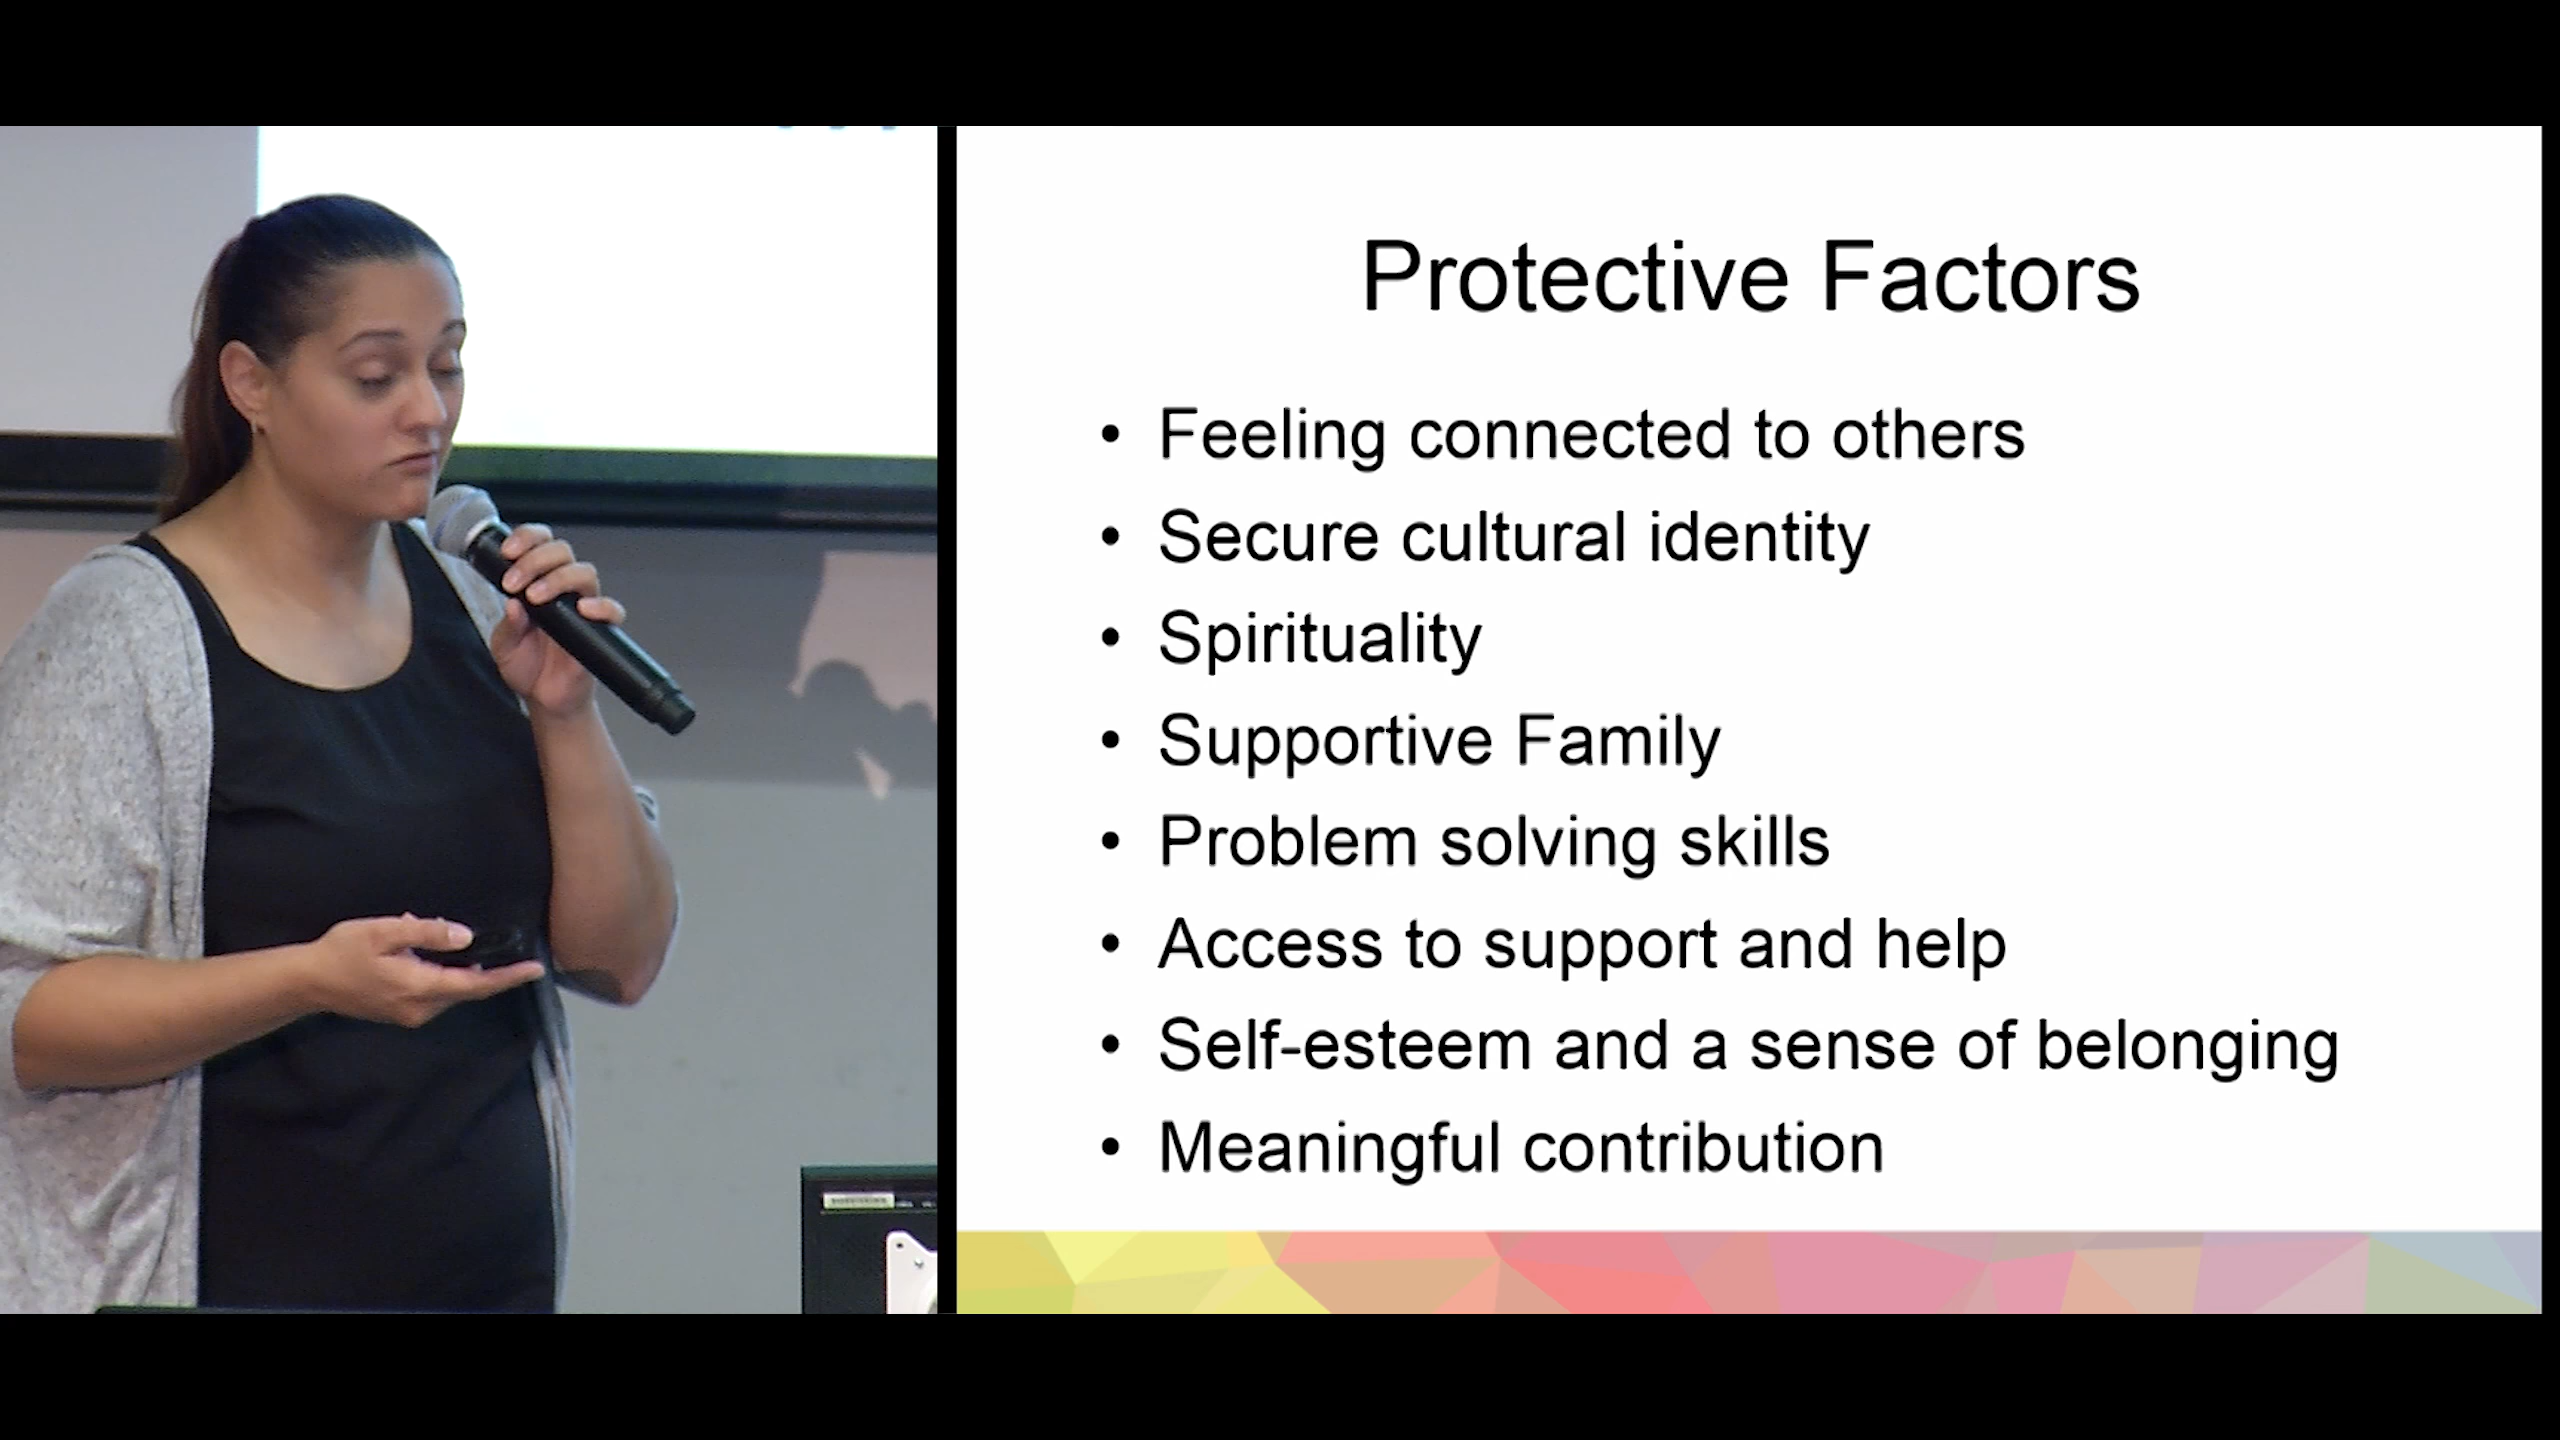 Protective Factors
• Feeling connected to others
• Secure cultural identity
• Spirituality
• Supportive Family
• Problem solving skills
• Access to support and help
• Self-esteem and a sense of belonging
• Meaningful contribution